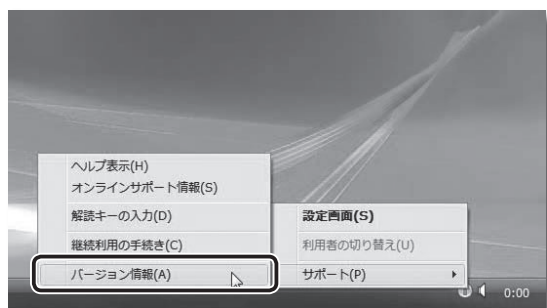 ヘルプ表示(H)
オンラインサポート情報(S)
解読キーの入力(D)
継続利用の手続き(C)
バージョン情報(A)
設定画面(S)
利用者の切り替え(U)
サポート(P)
0:00